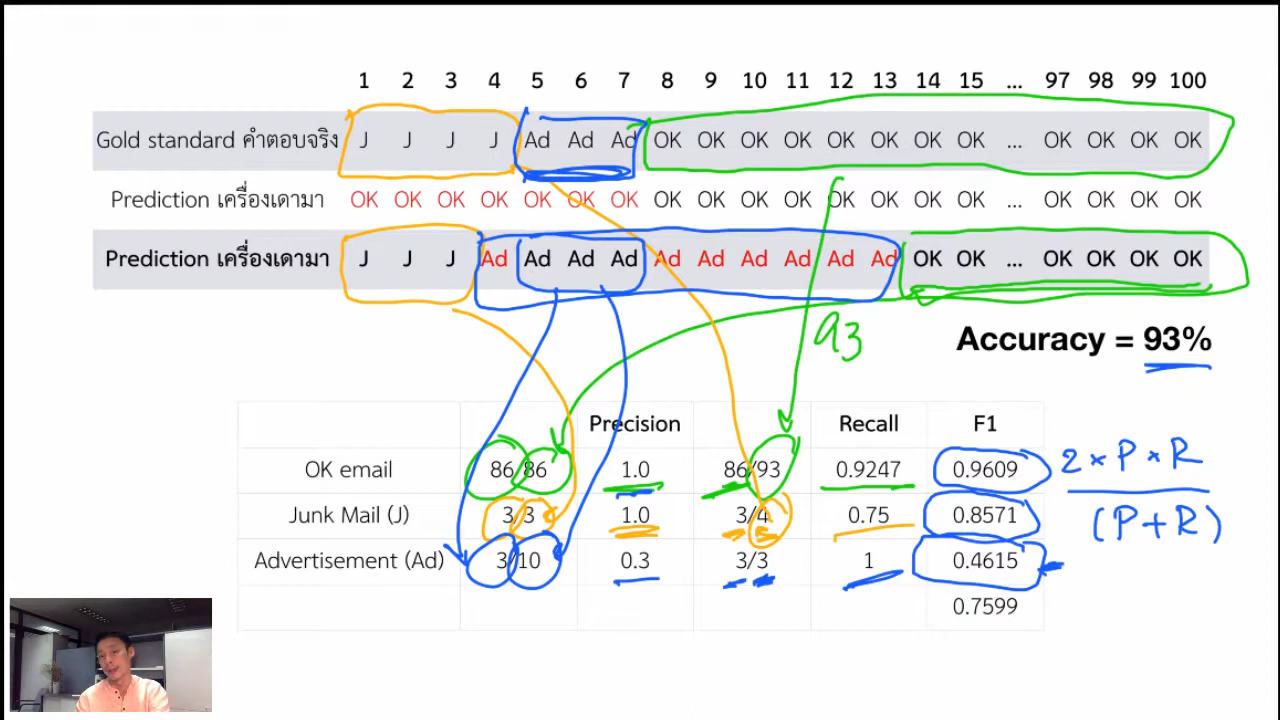 1 2 3 4 5 6 7 8 9 10 11 12 13 14 15 ... 97 98 99 100
Gold standard คำตอบจริง J J J J Ad Ad Ad OK OK OK OK OK OK OK OK ... OK OK OK OK
Prediction เครื่องเดามา OK OK OK OK OK OK OK OK OK OK OK OK OK OK OK ... OK OK OK OK
Prediction เครื่องเดามา J J J Ad Ad Ad Ad Ad Ad Ad Ad Ad Ad OK OK ... OK OK OK OK
93
Accuracy = 93%
Precision Recall F1
OK email 86/86 1.0 86/93 0.9247 0.9609
Junk Mail (J) 3/3 1.0 3/4 0.75 0.8571
Advertisement (Ad) 3/10 0.3 3/3 1 0.4615
0.7599
2 × P × R
(P + R)